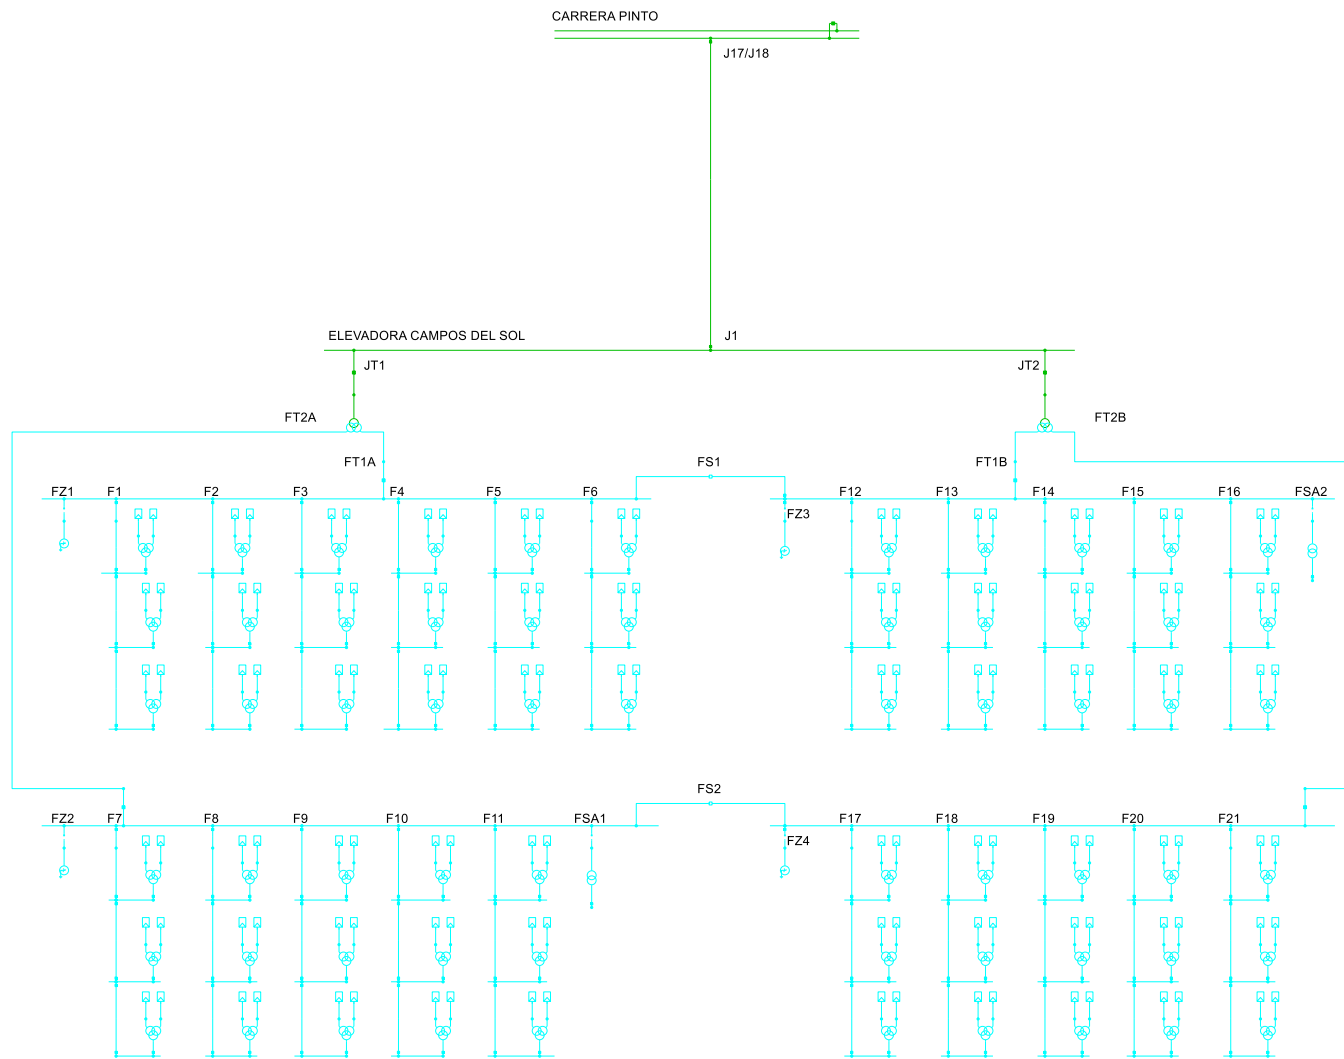 CARRERA PINTO
J17/J18
ELEVADORA CAMPOS DEL SOL
J1
JT1
JT2
FT2A
FT2B
FT1A
FS1
FT1B
FZ1
F1
F2
F3
F4
F5
F6
F12
F13
F14
F15
F16
FSA2
FZ3
FS2
FZ2
F7
F8
F9
F10
F11
FSA1
F17
F18
F19
F20
F21
FZ4